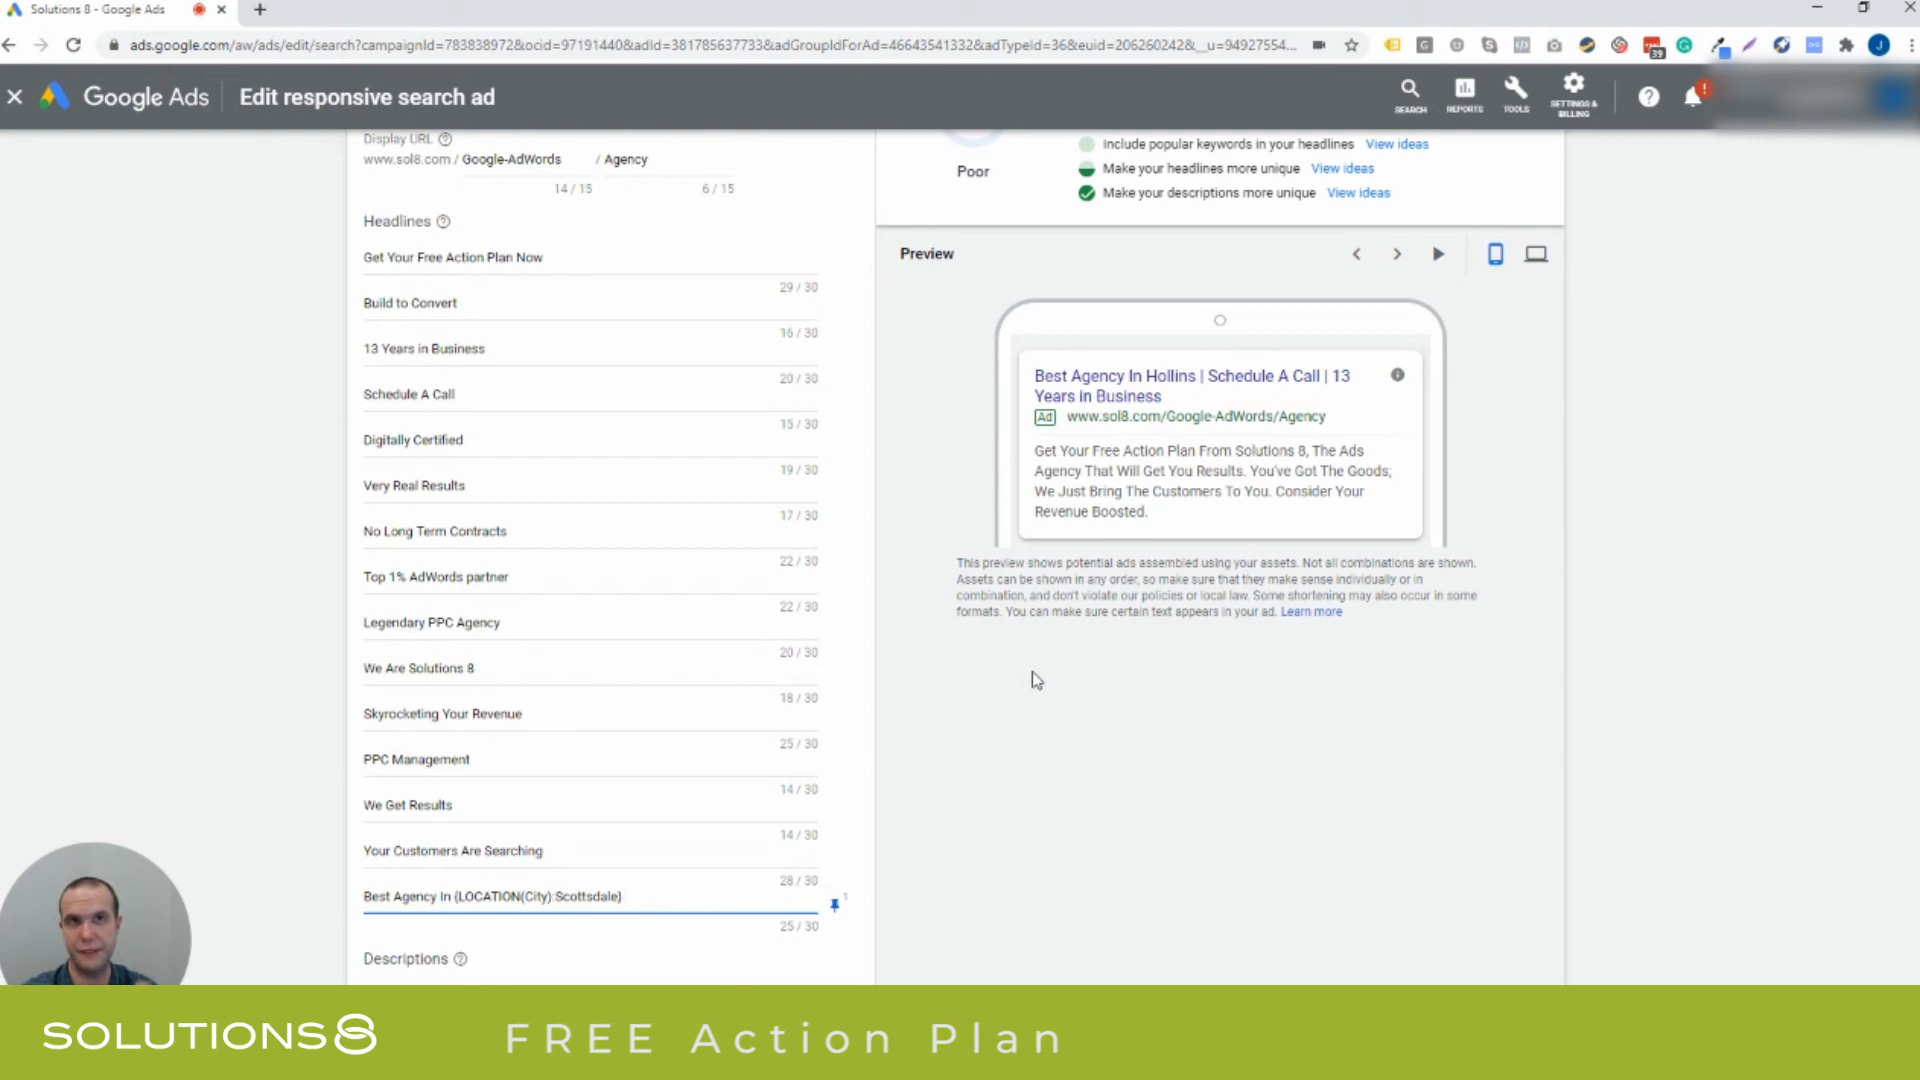 Solutions 8 - Google Ads
ads.google.com/aw/ads/edit/search?campaignId=783838972&ocid=97191440&adId=381785637733&adGroupIdForAd=46643541332&adTypeId=36&euid=206260242&__u=94927554...
39
J
Google Ads
Edit responsive search ad
SEARCH
REPORTS
TOOLS
SETTINGS & BILLING
Display URL
www.sol8.com / Google-AdWords / Agency
14 / 15
6 / 15
Headlines
Get Your Free Action Plan Now
29 / 30
Build to Convert
16 / 30
13 Years in Business
20 / 30
Schedule A Call
15 / 30
Digitally Certified
19 / 30
Very Real Results
17 / 30
No Long Term Contracts
22 / 30
Top 1% AdWords partner
22 / 30
Legendary PPC Agency
20 / 30
We Are Solutions 8
18 / 30
Skyrocketing Your Revenue
25 / 30
PPC Management
14 / 30
We Get Results
14 / 30
Your Customers Are Searching
28 / 30
Best Agency In {LOCATION(City):Scottsdale}
1
25 / 30
Descriptions
Poor
Include popular keywords in your headlines View ideas
Make your headlines more unique View ideas
Make your descriptions more unique View ideas
Preview
Best Agency In Hollins | Schedule A Call | 13
Years in Business
Ad www.sol8.com/Google-AdWords/Agency
Get Your Free Action Plan From Solutions 8, The Ads
Agency That Will Get You Results. You've Got The Goods;
We Just Bring The Customers To You. Consider Your
Revenue Boosted.
This preview shows potential ads assembled using your assets. Not all combinations are shown.
Assets can be shown in any order, so make sure that they make sense individually or in
combination, and don't violate our policies or local law. Some shortening may also occur in some
formats. You can make sure certain text appears in your ad. Learn more
SOLUTIONS8
FREE Action Plan